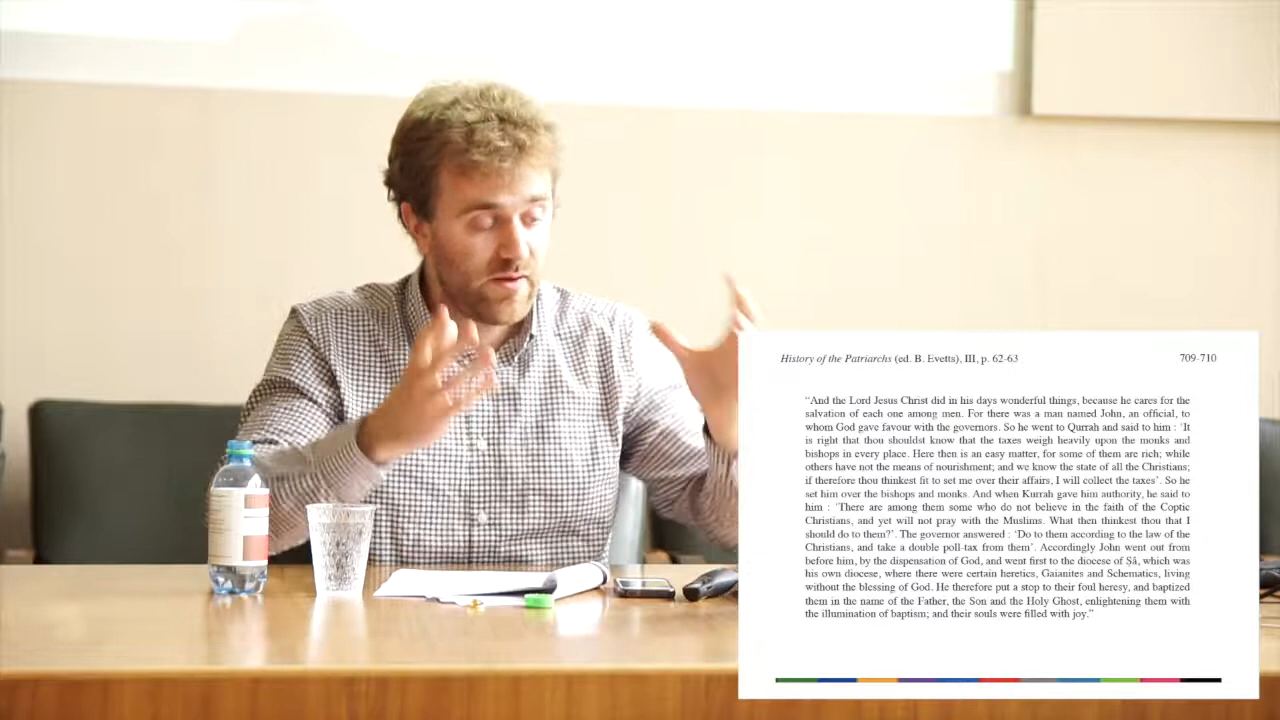 History of the Patriarchs (ed. B. Evetts), III, p. 62-63
709-710
“And the Lord Jesus Christ did in his days wonderful things, because he cares for the
salvation of each one among men. For there was a man named John, an official, to
whom God gave favour with the governors. So he went to Qurrah and said to him : ‘It
is right that thou shouldst know that the taxes weigh heavily upon the monks and
bishops in every place. Here then is an easy matter, for some of them are rich; while
others have not the means of nourishment; and we know the state of all the Christians;
if therefore thou thinkest fit to set me over their affairs, I will collect the taxes’. So he
set him over the bishops and monks. And when Kurrah gave him authority, he said to
him : ‘There are among them some who do not believe in the faith of the Coptic
Christians, and yet will not pray with the Muslims. What then thinkest thou that I
should do to them?’. The governor answered : ‘Do to them according to the law of the
Christians, and take a double poll-tax from them’. Accordingly John went out from
before him, by the dispensation of God, and went first to the diocese of Ṣâ, which was
his own diocese, where there were certain heretics, Gaianites and Schematics, living
without the blessing of God. He therefore put a stop to their foul heresy, and baptized
them in the name of the Father, the Son and the Holy Ghost, enlightening them with
the illumination of baptism; and their souls were filled with joy.”